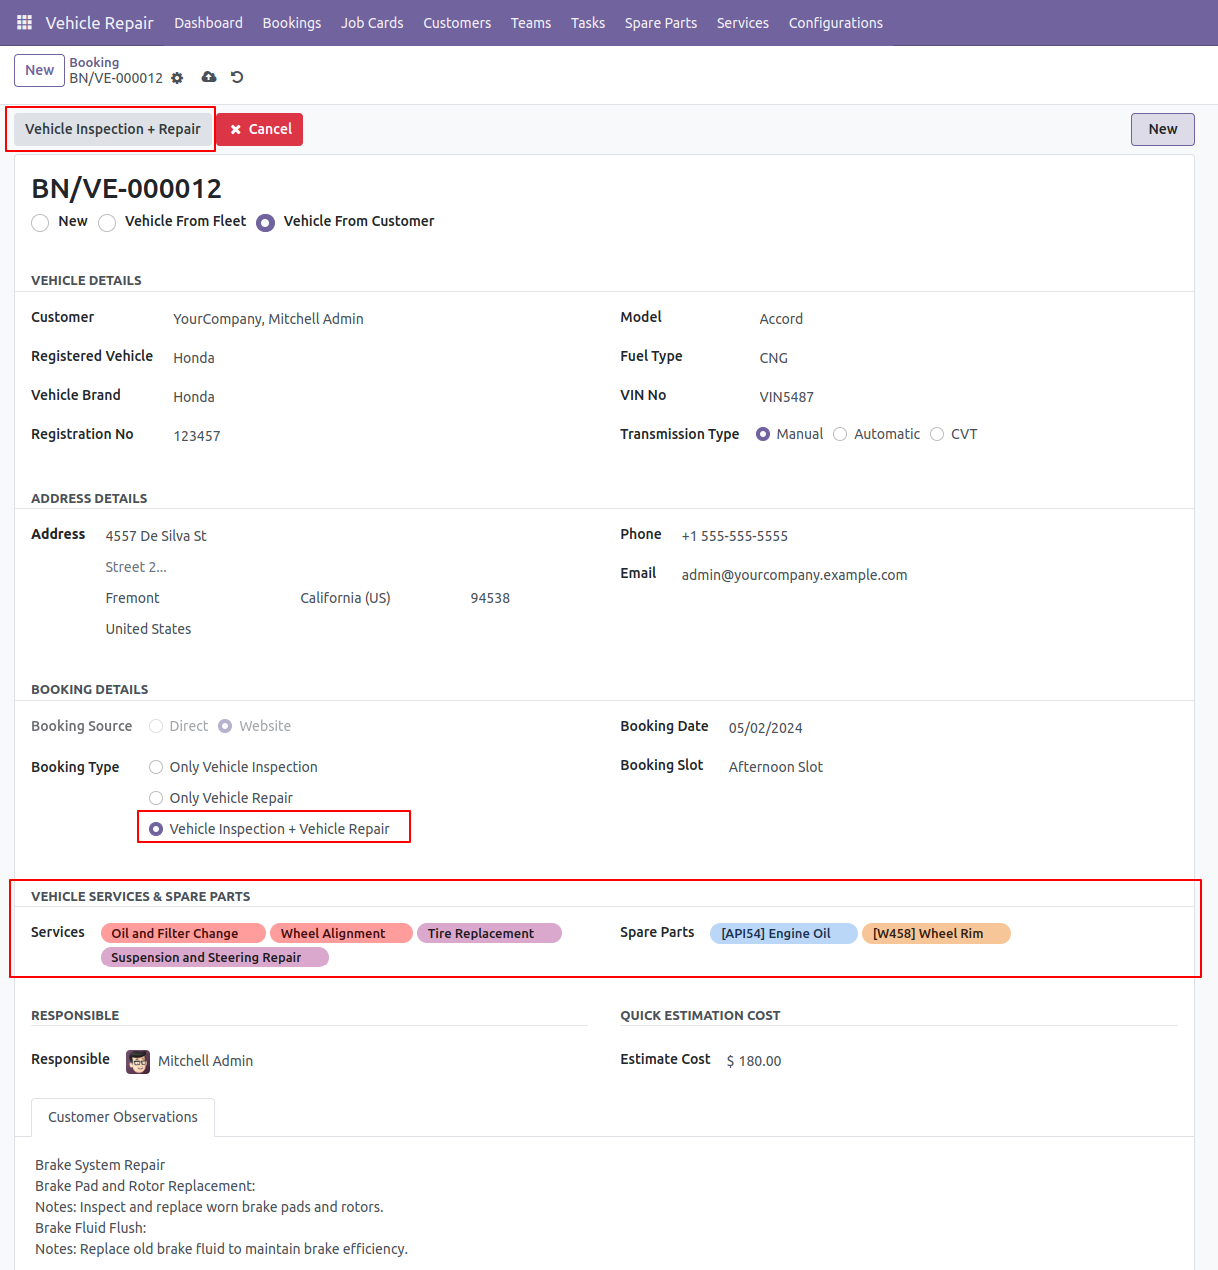 Vehicle Repair Dashboard Bookings Job Cards Customers Teams Tasks Spare Parts Services Configurations
New Booking
BN/VE-000012
Vehicle Inspection + Repair Cancel New
BN/VE-000012
New Vehicle From Fleet Vehicle From Customer
VEHICLE DETAILS
Customer YourCompany, Mitchell Admin Model Accord
Registered Vehicle Honda Fuel Type CNG
Vehicle Brand Honda VIN No VIN5487
Registration No 123457 Transmission Type Manual Automatic CVT
ADDRESS DETAILS
Address 4557 De Silva St Phone +1 555-555-5555
Street 2...
Email admin@yourcompany.example.com
Fremont California (US) 94538
United States
BOOKING DETAILS
Booking Source Direct Website Booking Date 05/02/2024
Booking Type Only Vehicle Inspection Booking Slot Afternoon Slot
Only Vehicle Repair
Vehicle Inspection + Vehicle Repair
VEHICLE SERVICES & SPARE PARTS
Services Oil and Filter Change Wheel Alignment Tire Replacement Spare Parts [API54] Engine Oil [W458] Wheel Rim
Suspension and Steering Repair
RESPONSIBLE QUICK ESTIMATION COST
Responsible Mitchell Admin Estimate Cost $ 180.00
Customer Observations
Brake System Repair
Brake Pad and Rotor Replacement:
Notes: Inspect and replace worn brake pads and rotors.
Brake Fluid Flush:
Notes: Replace old brake fluid to maintain brake efficiency.